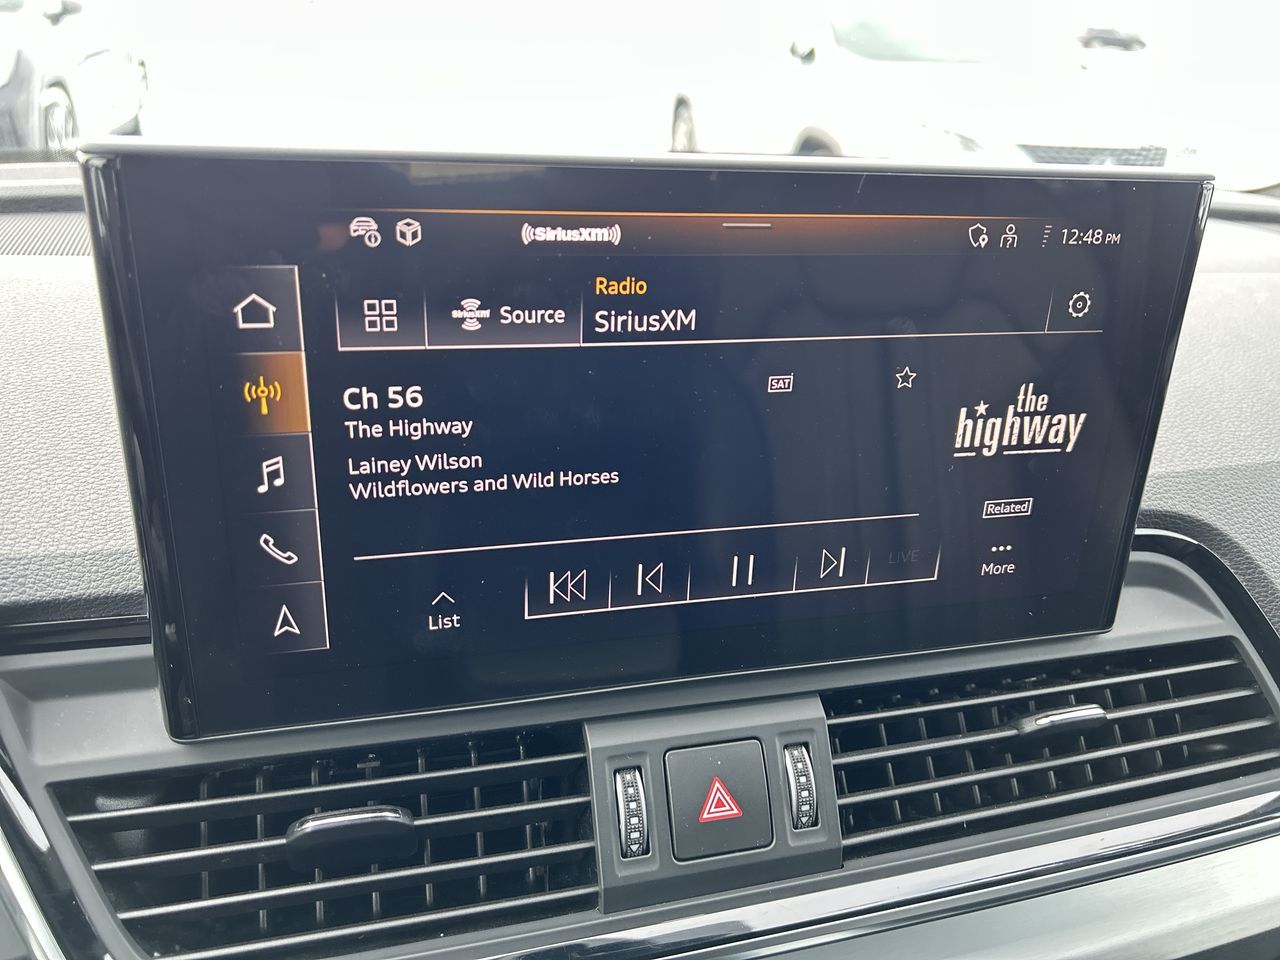 SiriusXM
12:48 PM
SiriusXM
Source
Radio
SiriusXM
Ch 56
The Highway
SAT
Lainey Wilson
Wildflowers and Wild Horses
the
highway
Related
LIVE
More
List